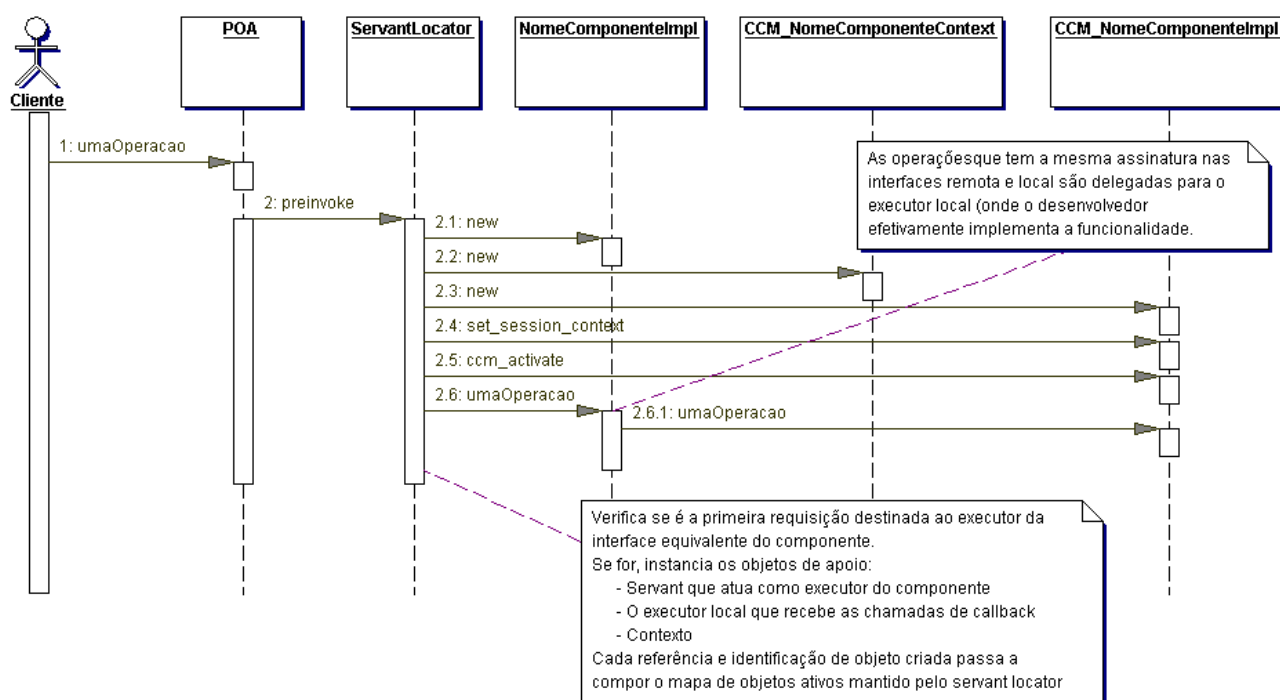 POA
ServantLocator
NomeComponenteImpl
CCM_NomeComponenteContext
CCM_NomeComponenteImpl
Cliente
1: umaOperacao
As operaçõesque tem a mesma assinatura nas
interfaces remota e local são delegadas para o
executor local (onde o desenvolvedor
efetivamente implementa a funcionalidade.
2: preinvoke
2.1: new
2.2: new
2.3: new
2.4: set_session_context
2.5: ccm_activate
2.6: umaOperacao
2.6.1: umaOperacao
Verifica se é a primeira requisição destinada ao executor da
interface equivalente do componente.
Se for, instancia os objetos de apoio:
- Servant que atua como executor do componente
- O executor local que recebe as chamadas de callback
- Contexto
Cada referência e identificação de objeto criada passa a
compor o mapa de objetos ativos mantido pelo servant locator